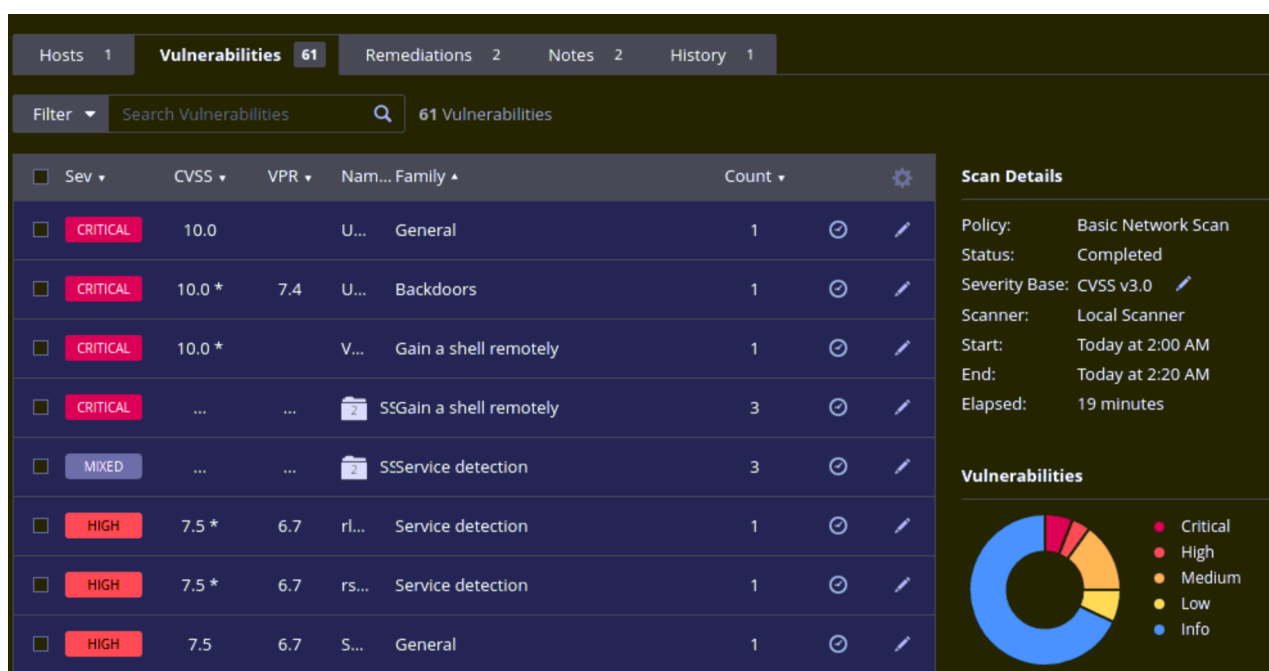 Hosts 1 Vulnerabilities 61 Remediations 2 Notes 2 History 1
Filter Search Vulnerabilities 61 Vulnerabilities
Sev CVSS VPR Nam... Family Count
CRITICAL 10.0 U... General 1
CRITICAL 10.0 * 7.4 U... Backdoors 1
CRITICAL 10.0 * V... Gain a shell remotely 1
CRITICAL ... ... 2 SS Gain a shell remotely 3
MIXED ... ... 2 SS Service detection 3
HIGH 7.5 * 6.7 rl... Service detection 1
HIGH 7.5 * 6.7 rs... Service detection 1
HIGH 7.5 6.7 S... General 1
Scan Details
Policy: Basic Network Scan
Status: Completed
Severity Base: CVSS v3.0
Scanner: Local Scanner
Start: Today at 2:00 AM
End: Today at 2:20 AM
Elapsed: 19 minutes
Vulnerabilities
Critical
High
Medium
Low
Info